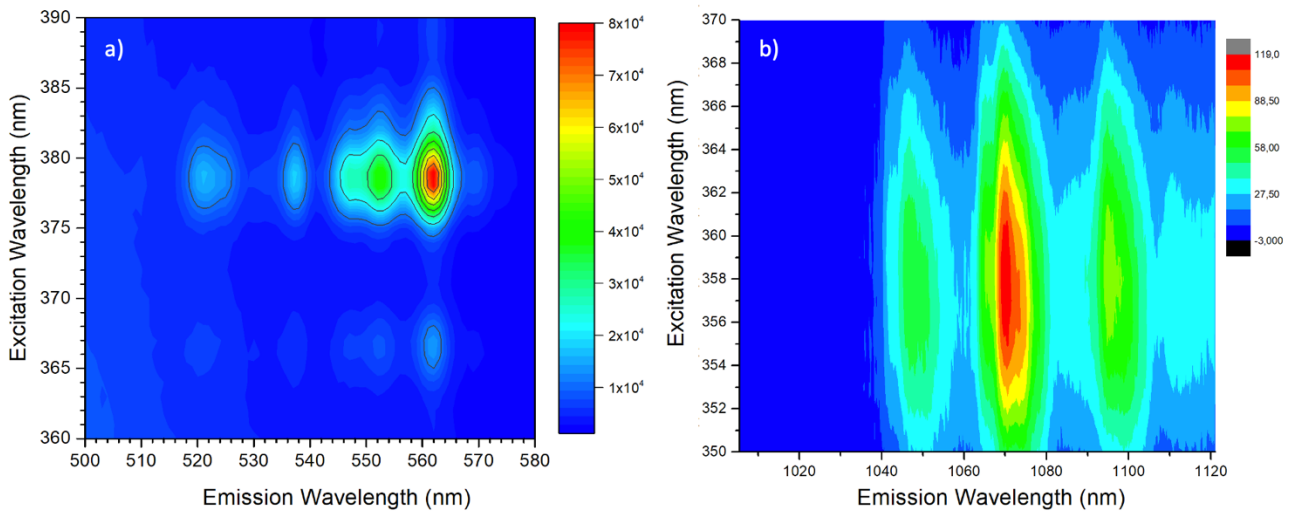 a)
Excitation Wavelength (nm)
390
385
380
375
370
365
360
500 510 520 530 540 550 560 570 580
Emission Wavelength (nm)
8x10⁴
7x10⁴
6x10⁴
5x10⁴
4x10⁴
3x10⁴
2x10⁴
1x10⁴
b)
Excitation Wavelength (nm)
370
368
366
364
362
360
358
356
354
352
350
1020 1040 1060 1080 1100 1120
Emission Wavelength (nm)
119,0
88,50
58,00
27,50
-3,000